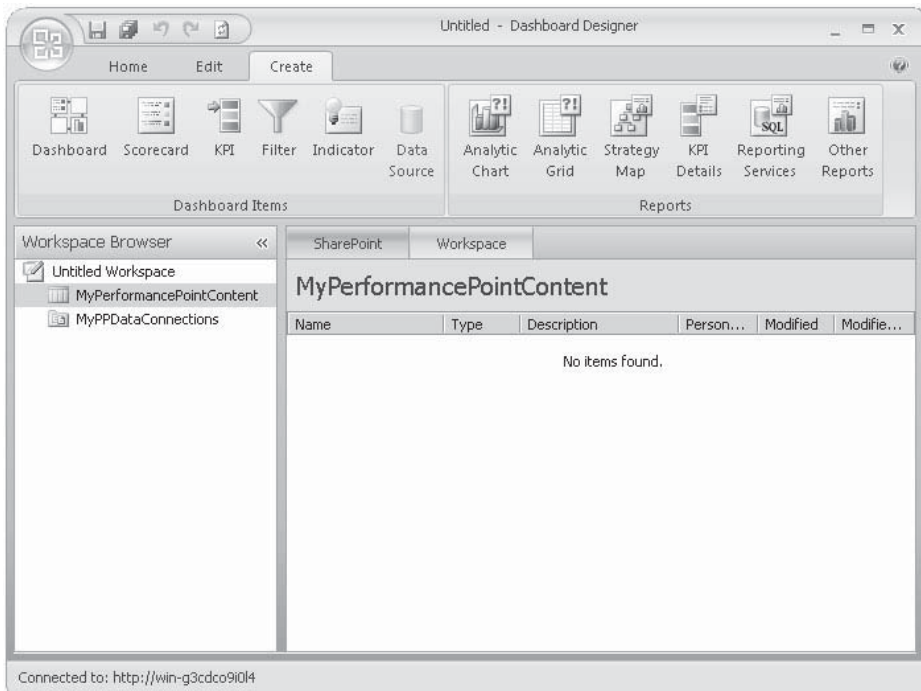 Untitled - Dashboard Designer
Home Edit Create
Dashboard Scorecard KPI Filter Indicator Data Source Analytic Chart Analytic Grid Strategy Map KPI Details Reporting Services Other Reports
?! ?! SQL
Dashboard Items Reports
Workspace Browser «
Untitled Workspace
MyPerformancePointContent
MyPPDataConnections
SharePoint Workspace
MyPerformancePointContent
Name Type Description Person... Modified Modifie...
No items found.
Connected to: http://win-g3cdco9i0l4